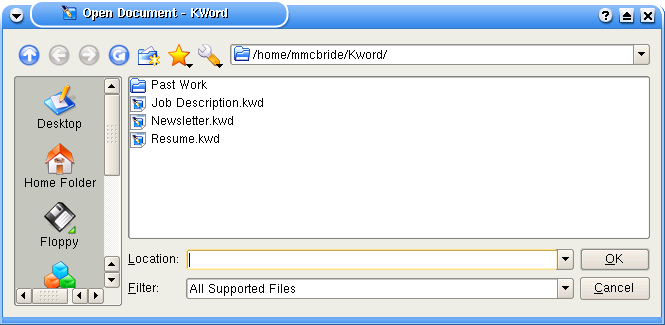 Open Document - KWord
/home/mmcbride/Kword/
Past Work
Job Description.kwd
Newsletter.kwd
Resume.kwd
Desktop
Home Folder
Floppy
Location:
OK
Filter:
All Supported Files
Cancel